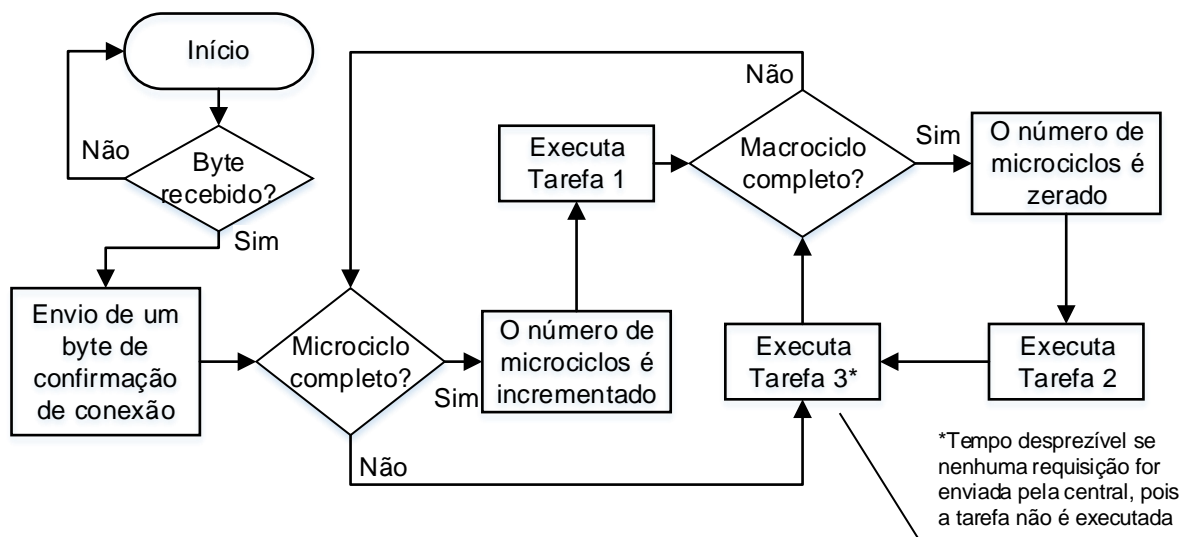 Início
Não
Byte
recebido?
Sim
Envio de um
byte de
confirmação
de conexão
Microciclo
completo?
Sim
Não
O número de
microciclos é
incrementado
Executa
Tarefa 1
Não
Macrociclo
completo?
Sim
O número de
microciclos é
zerado
Executa
Tarefa 2
Executa
Tarefa 3*
*Tempo desprezível se
nenhuma requisição for
enviada pela central, pois
a tarefa não é executada